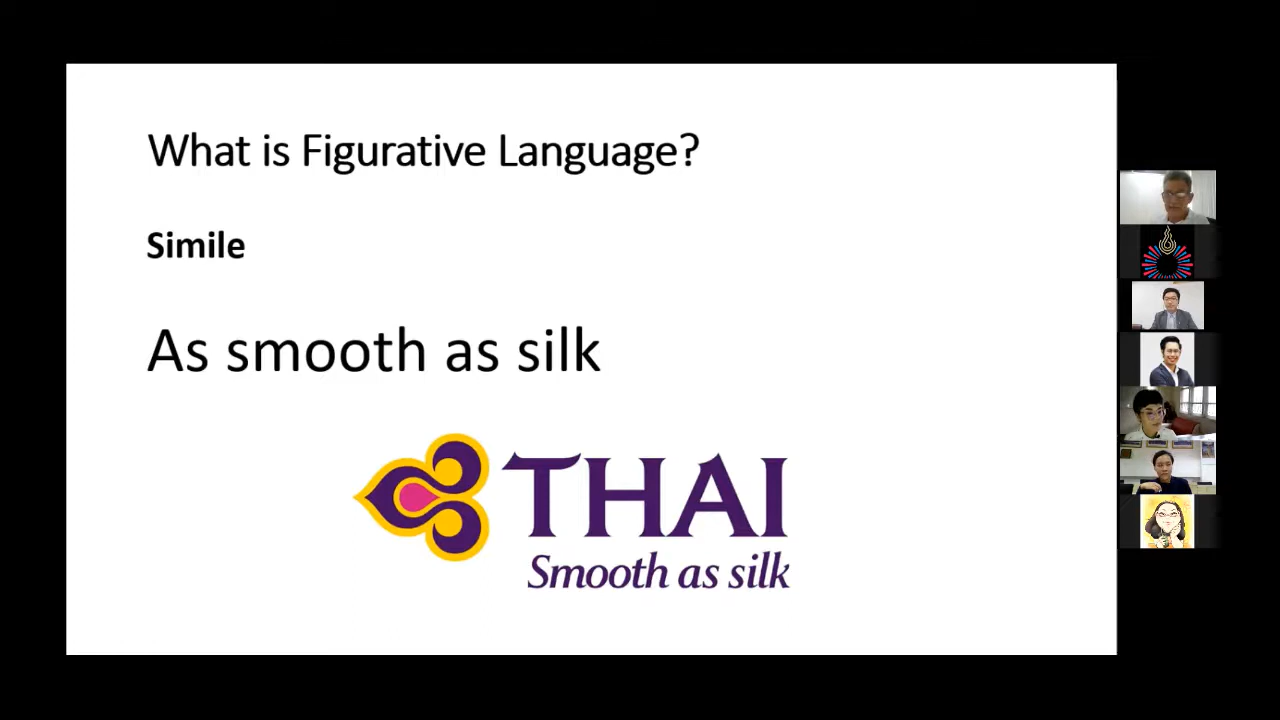 What is Figurative Language?
Simile
As smooth as silk
THAI
Smooth as silk